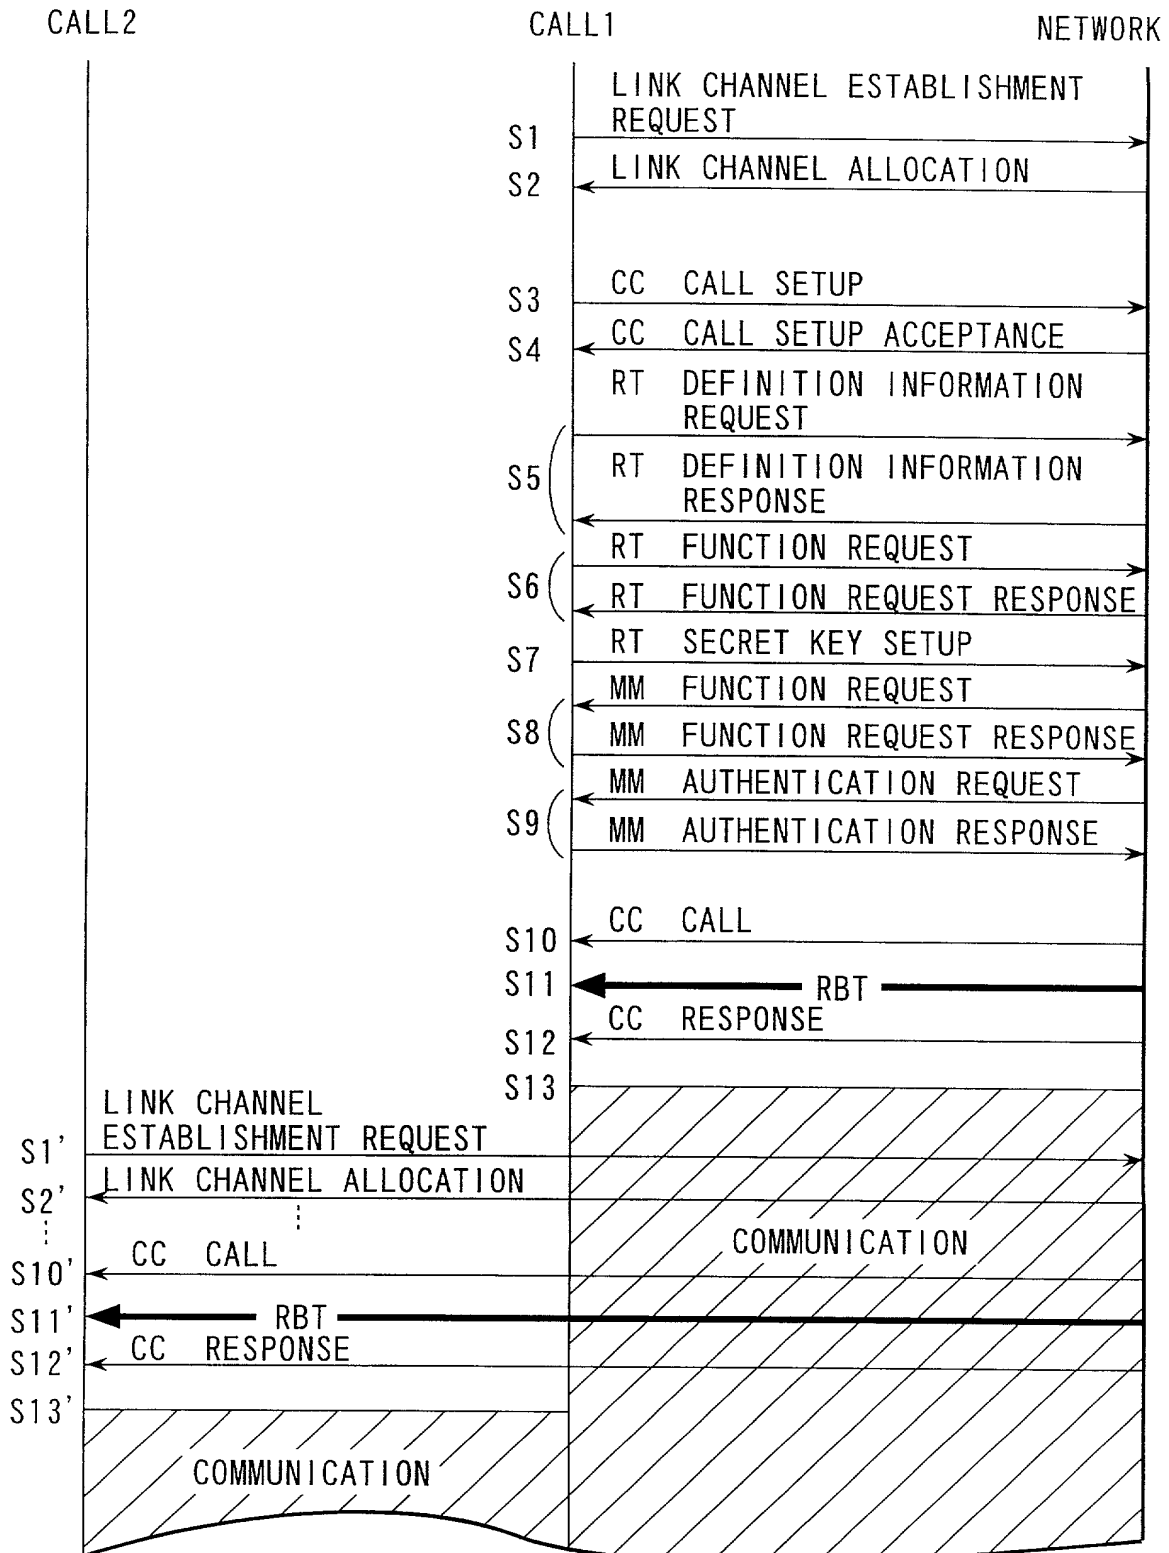 CALL2 CALL1 NETWORK
LINK CHANNEL ESTABLISHMENT
REQUEST
S1
LINK CHANNEL ALLOCATION
S2
CC CALL SETUP
S3
CC CALL SETUP ACCEPTANCE
S4
RT DEFINITION INFORMATION
REQUEST
S5
RT DEFINITION INFORMATION
RESPONSE
RT FUNCTION REQUEST
S6
RT FUNCTION REQUEST RESPONSE
RT SECRET KEY SETUP
S7
MM FUNCTION REQUEST
S8
MM FUNCTION REQUEST RESPONSE
MM AUTHENTICATION REQUEST
S9
MM AUTHENTICATION RESPONSE
CC CALL
S10
S11 RBT
CC RESPONSE
S12
S13
LINK CHANNEL
ESTABLISHMENT REQUEST
S1'
LINK CHANNEL ALLOCATION
S2'
COMMUNICATION
CC CALL
S10'
S11' RBT
CC RESPONSE
S12'
S13'
COMMUNICATION